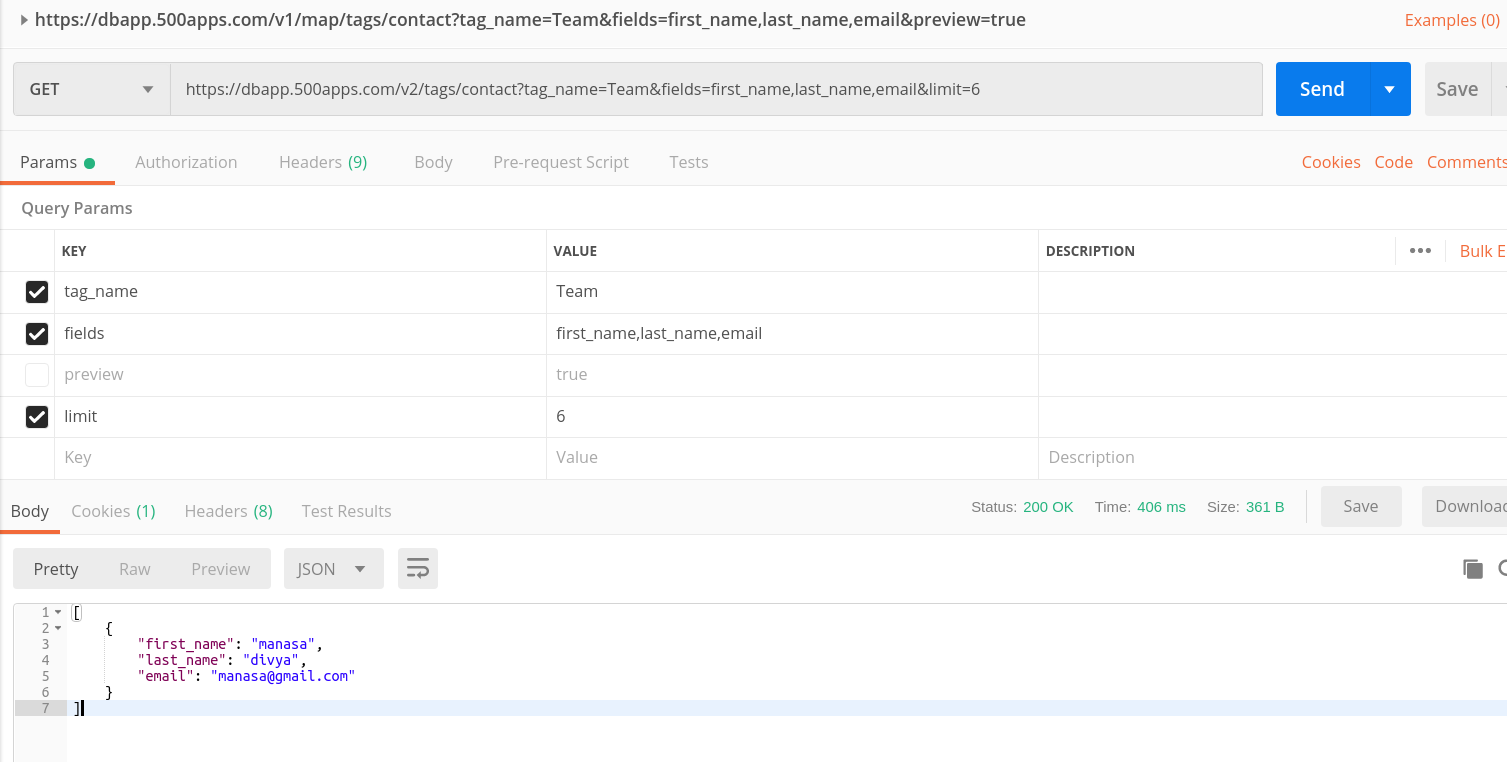 https://dbapp.500apps.com/v1/map/tags/contact?tag_name=Team&fields=first_name,last_name,email&preview=true Examples (0)
GET https://dbapp.500apps.com/v2/tags/contact?tag_name=Team&fields=first_name,last_name,email&limit=6 Send Save
Params Authorization Headers (9) Body Pre-request Script Tests Cookies Code Comments
Query Params
KEY VALUE DESCRIPTION ••• Bulk E
tag_name Team
fields first_name,last_name,email
preview true
limit 6
Key Value Description
Body Cookies (1) Headers (8) Test Results Status: 200 OK Time: 406 ms Size: 361 B Save Download
Pretty Raw Preview JSON
1 [
2 {
3 "first_name": "manasa",
4 "last_name": "divya",
5 "email": "manasa@gmail.com"
6 }
7 ]